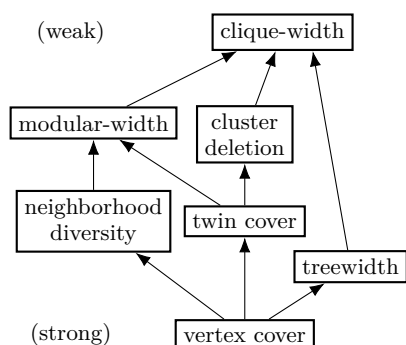 (weak)
clique-width
modular-width
cluster
deletion
neighborhood
diversity
twin cover
treewidth
(strong)
vertex cover